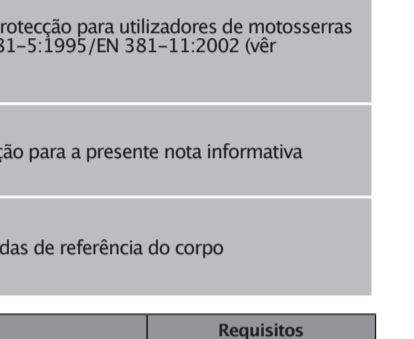 rotecção para utilizadores de motosserras
81-5:1995/EN 381-11:2002 (vêr
ção para a presente nota informativa
das de referência do corpo
Requisitos